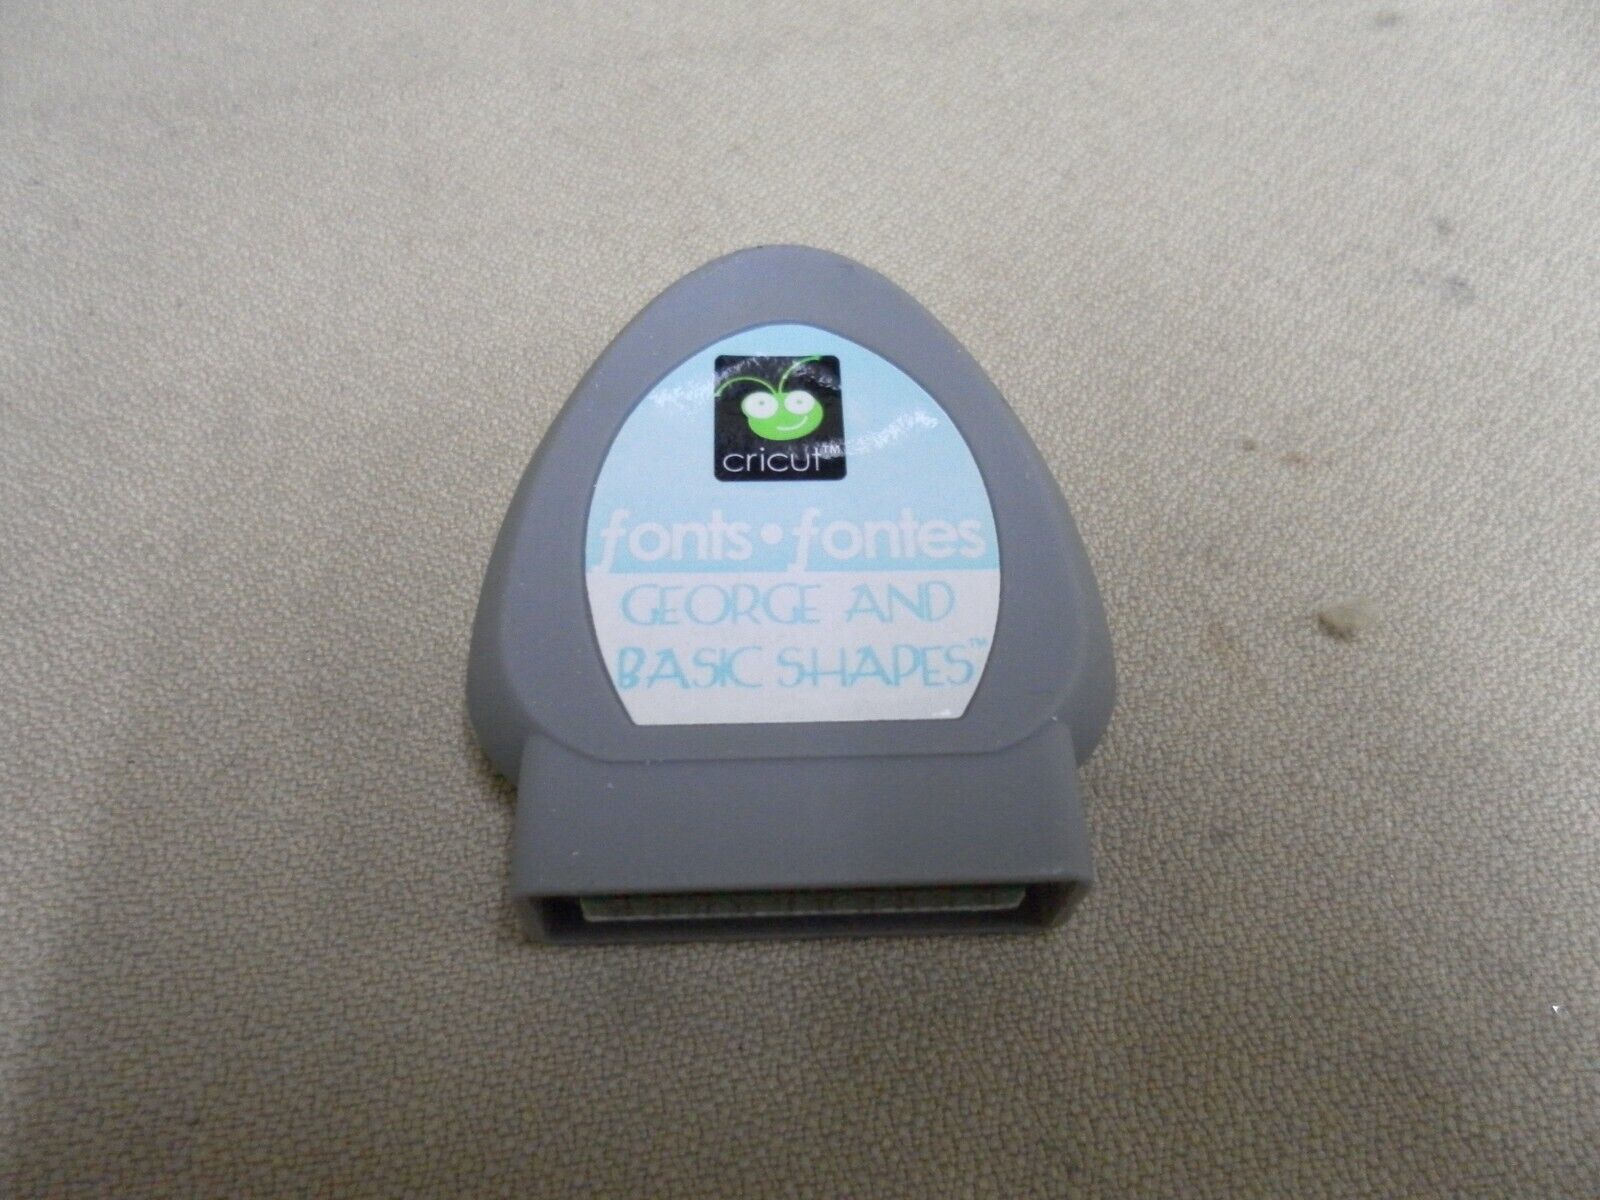 cricut™
fonts•fontes
GEORGE AND
BASIC SHAPES™